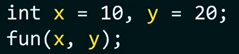 int x = 10, y = 20;
fun(x, y);